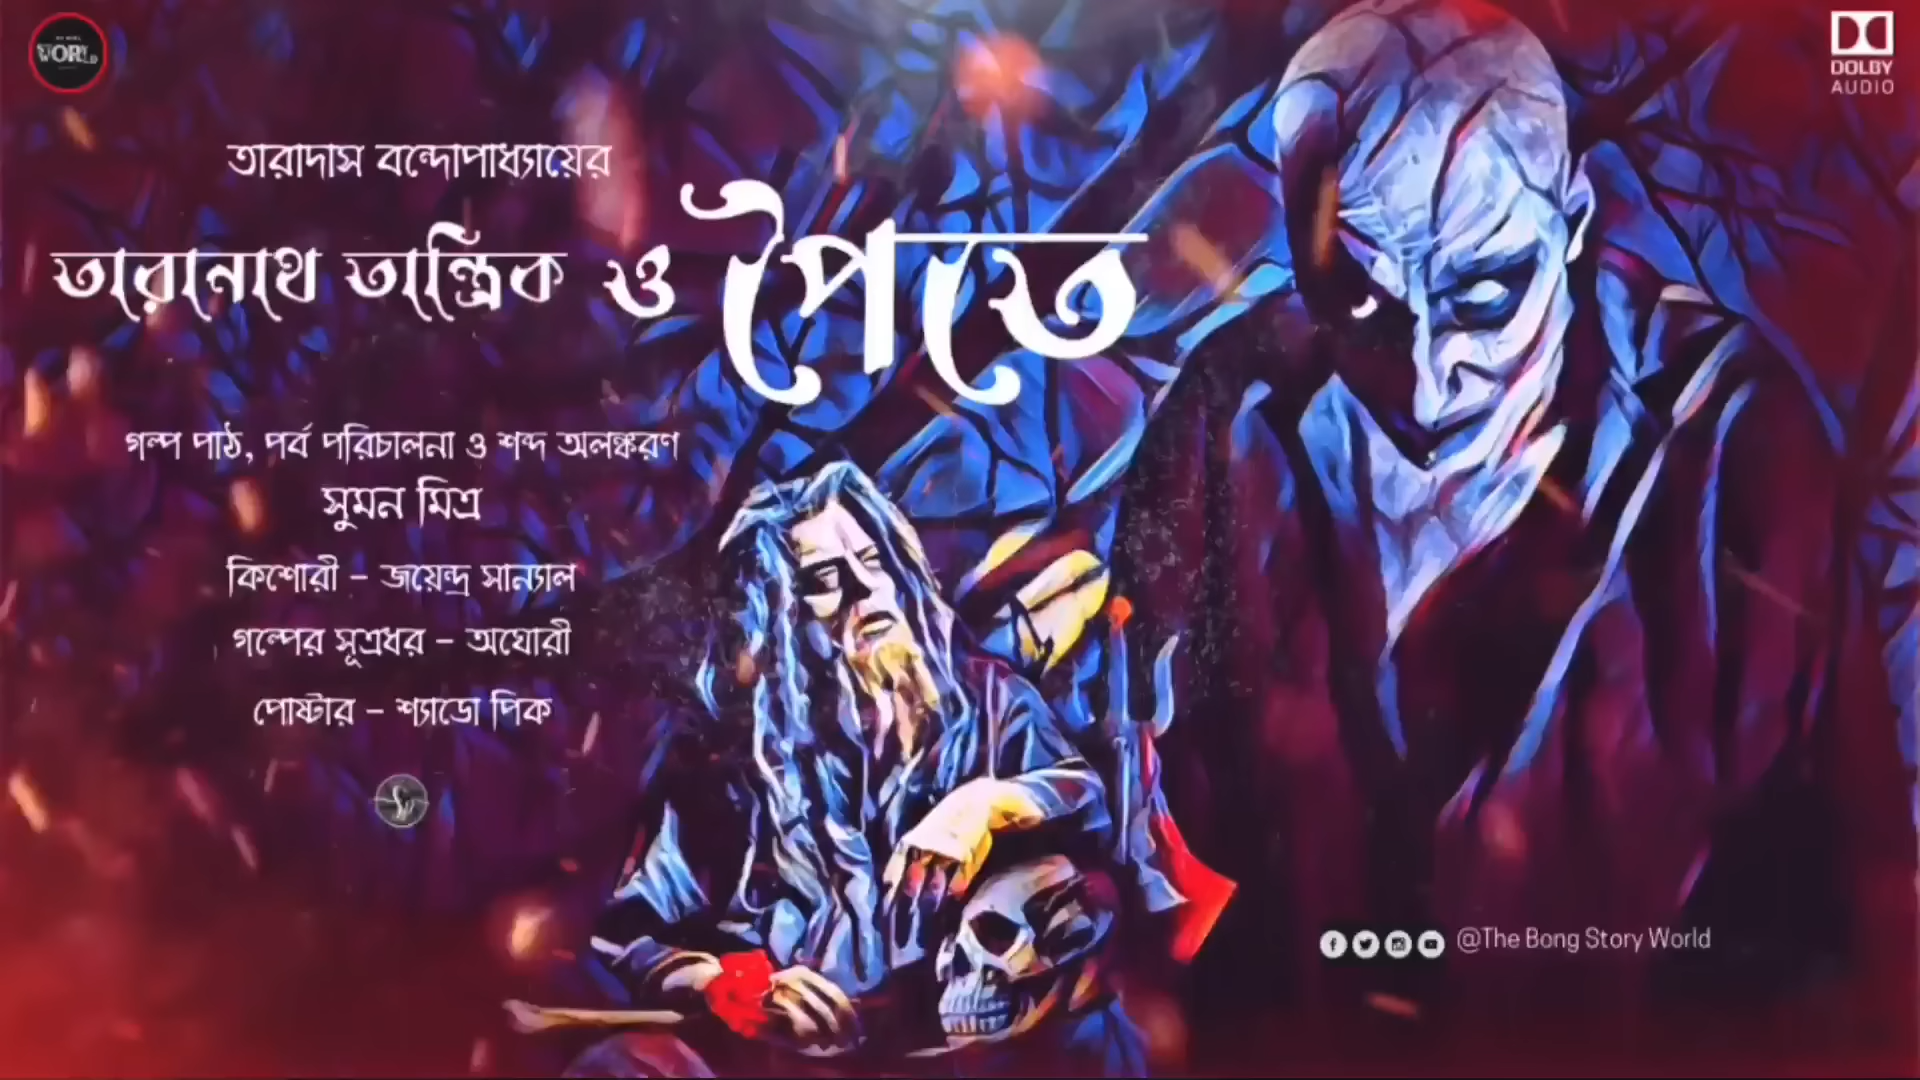 WORLD
DOLBY
AUDIO
তারাদাস বন্দোপাধ্যায়ের
তারানাথ তান্ত্রিক ও পৈতে
গল্প পাঠ, পর্ব পরিচালনা ও শব্দ অলঙ্করণ
সুমন মিত্র
কিশোরী – জয়েন্দ্র সান্যাল
গল্পের সূত্রধর – অঘোরী
পোষ্টার – শ্যাডো পিক
@The Bong Story World